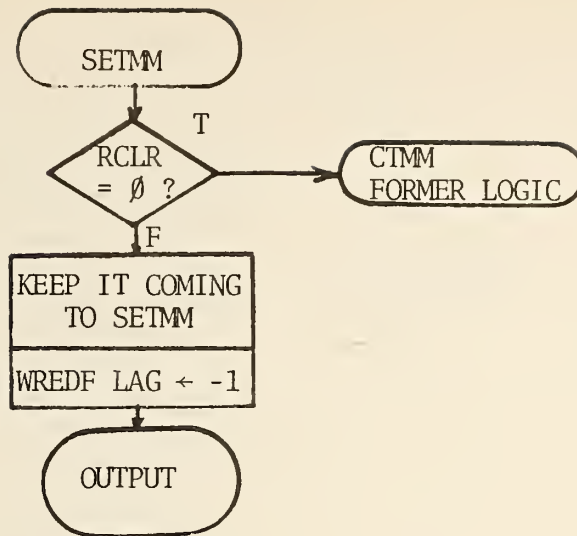 SETMM
T
RCLR
= Ø ?
CTMM
FORMER LOGIC
F
KEEP IT COMING
TO SETMM
WREDF LAG ← -1
OUTPUT